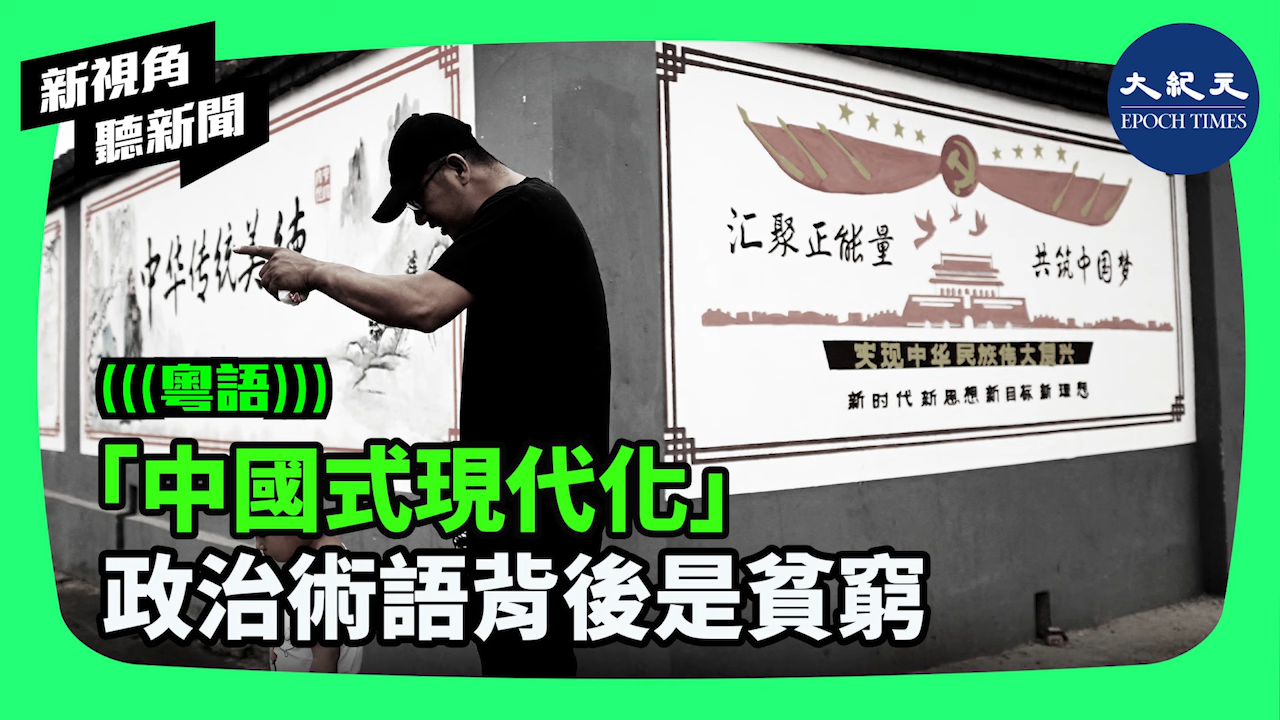 新視角
聽新聞
大紀元
EPOCH TIMES
中华传统美德
汇聚正能量
共筑中国梦
实现中华民族伟大复兴
新时代新思想新目标新理想
(((粵語)))
「中國式現代化」
政治術語背後是貧窮